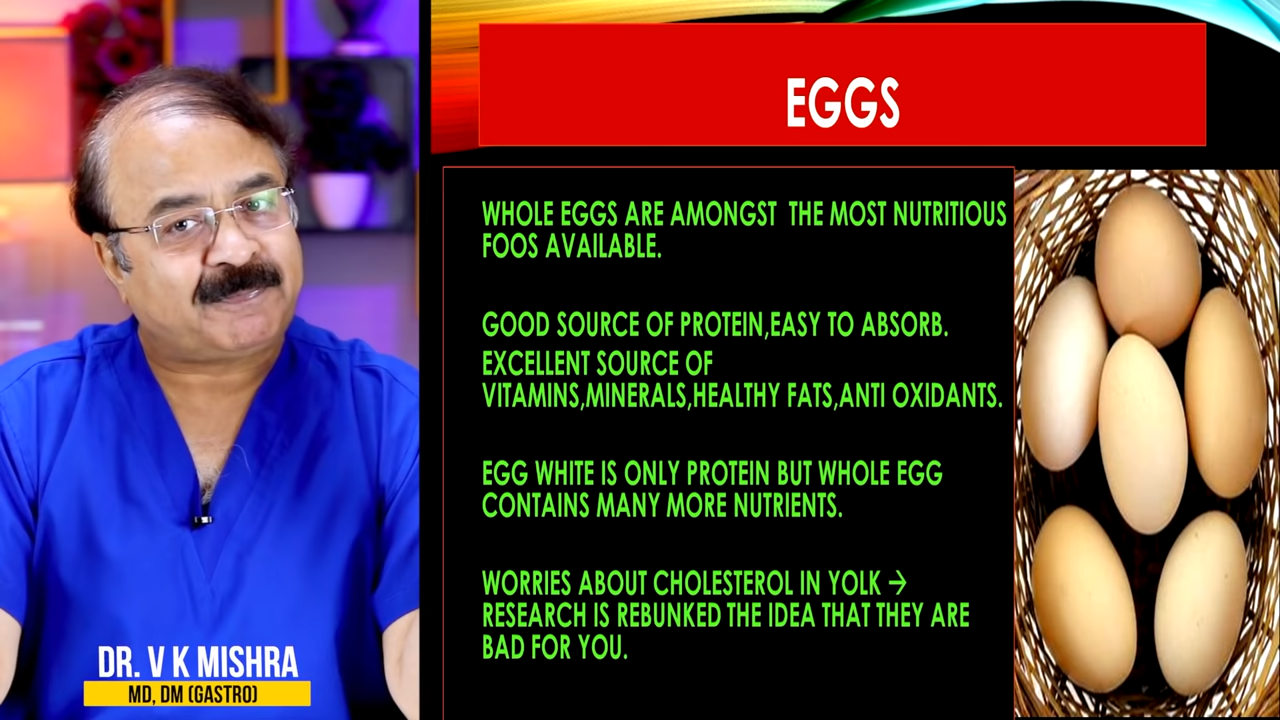 EGGS
WHOLE EGGS ARE AMONGST THE MOST NUTRITIOUS
FOOS AVAILABLE.
GOOD SOURCE OF PROTEIN,EASY TO ABSORB.
EXCELLENT SOURCE OF
VITAMINS,MINERALS,HEALTHY FATS,ANTI OXIDANTS.
EGG WHITE IS ONLY PROTEIN BUT WHOLE EGG
CONTAINS MANY MORE NUTRIENTS.
WORRIES ABOUT CHOLESTEROL IN YOLK →
RESEARCH IS REBUNKED THE IDEA THAT THEY ARE
BAD FOR YOU.
DR. V K MISHRA
MD, DM (GASTRO)